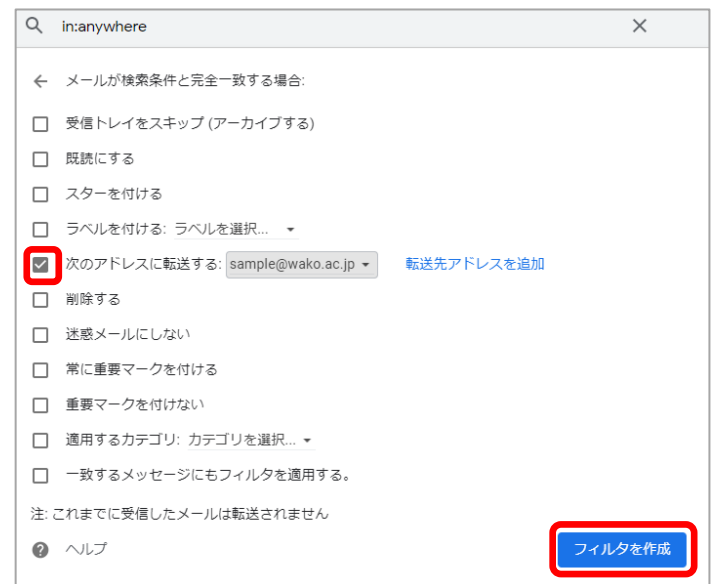 in:anywhere
メールが検索条件と完全一致する場合:
受信トレイをスキップ (アーカイブする)
既読にする
スターを付ける
ラベルを付ける: ラベルを選択...
次のアドレスに転送する: sample@wako.ac.jp 転送先アドレスを追加
削除する
迷惑メールにしない
常に重要マークを付ける
重要マークを付けない
適用するカテゴリ: カテゴリを選択...
一致するメッセージにもフィルタを適用する。
注: これまでに受信したメールは転送されません
ヘルプ フィルタを作成